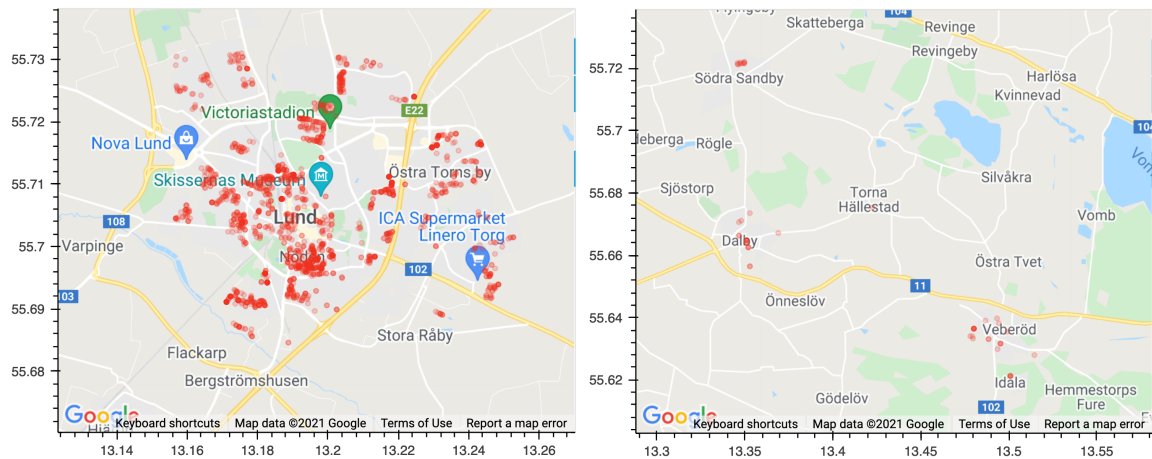 55.73
55.72
55.71
55.7
55.69
55.68
Victoriastadion
E22
Nova Lund
Skissernas Museum
Östra Torns by
Lund
ICA Supermarket
Linero Torg
108
Värpinge
102
103
Stora Råby
Flackarp
Bergströmshusen
Google
Keyboard shortcuts
Map data ©2021 Google
Terms of Use
Report a map error
13.14
13.16
13.18
13.2
13.22
13.24
13.26
104
Skatteberga
Revinge
Revingeby
55.72
Södra Sandby
Harlösa
Kvinnevad
55.7
Rögle
104
Silvåkra
55.68
Sjöstorp
Torna
Hällestad
Vomb
Dalby
55.66
Östra Tvet
11
Önneslöv
55.64
Veberöd
55.62
Idala
Hemmestorps
Fure
Gödelöv
102
Google
Keyboard shortcuts
Map data ©2021 Google
Terms of Use
Report a map error
13.3
13.35
13.4
13.45
13.5
13.55